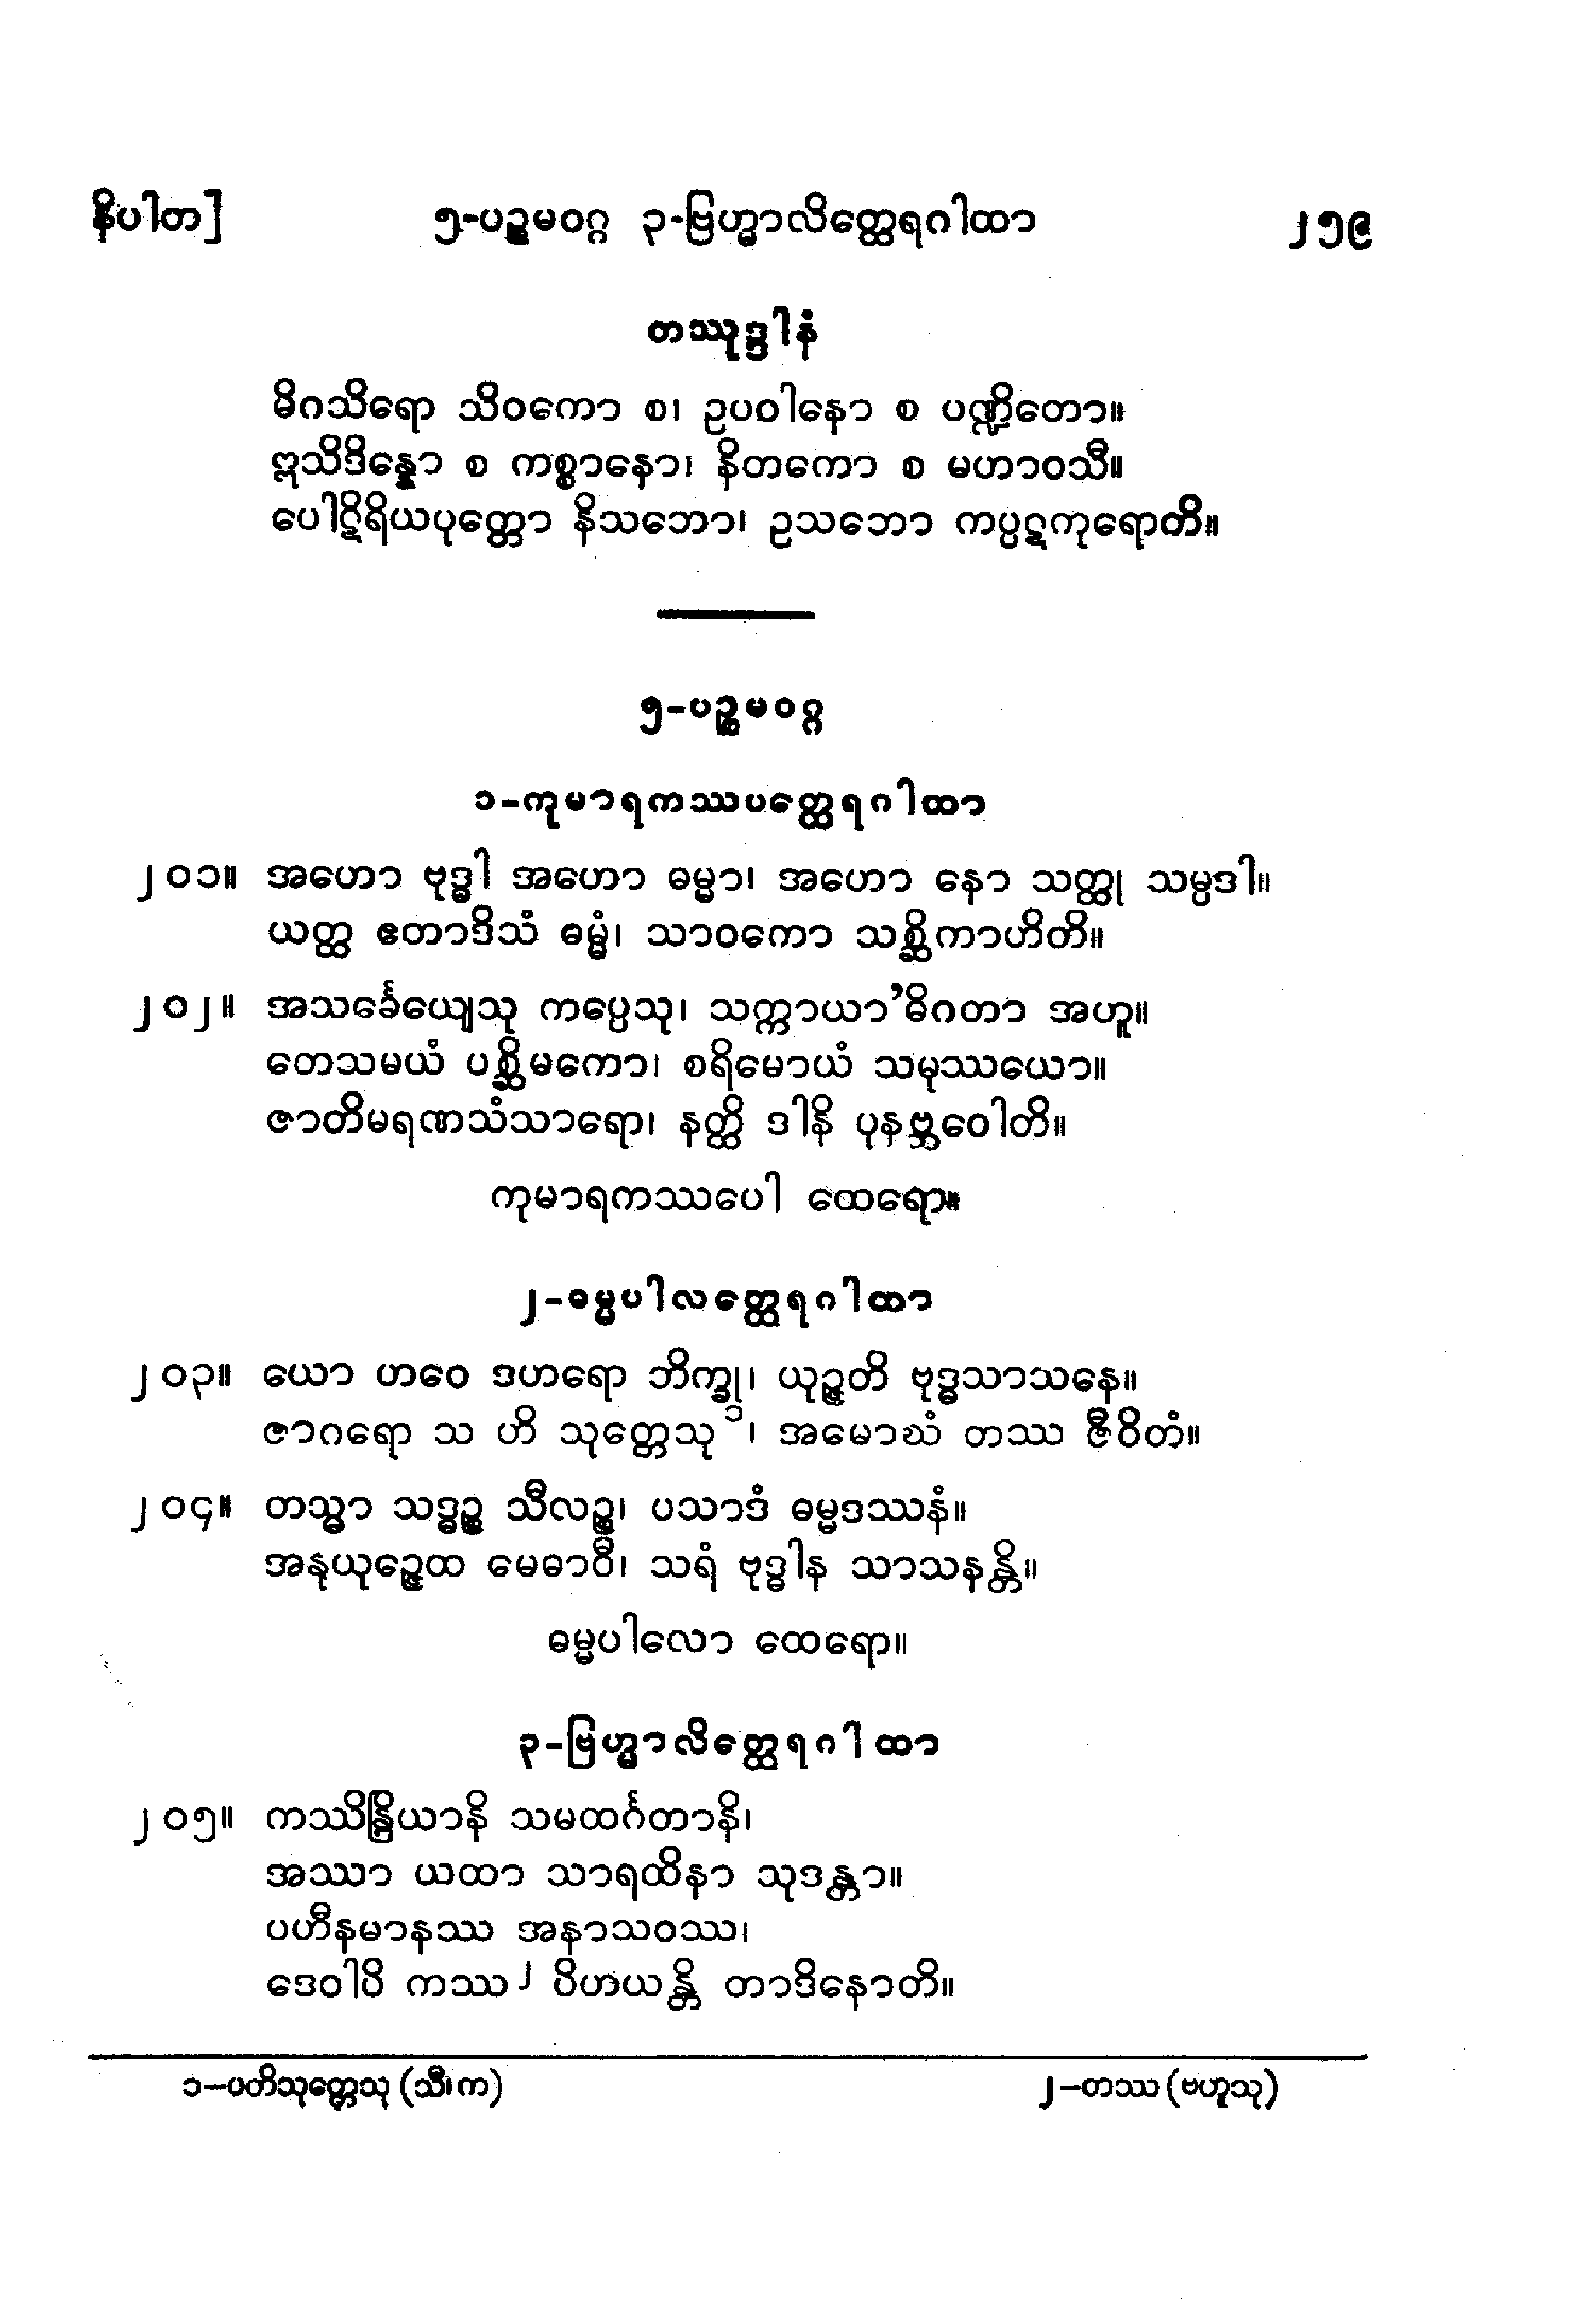 နိပါတ]	၅-ပဉ္စမဝဂ္ဂ ၃-ဗြဟ္မာလိတ္ထေရဂါထာ	၂၅၉
တဿုဒ္ဒါနံ
မိဂသိရော သိဝကော စ၊ ဥပဝါနော စ ပဏ္ဍိတော။
ဣသိဒိန္နော စ ကစ္စာနော၊ နိတကော စ မဟာဝသီ။
ပေါဋိရိယပုတ္တော နိသဘော၊ ဥသဘော ကပ္ပဋကုရောတိ။
၅-ပဉ္စမဝဂ္ဂ
၁-ကုမာရကဿပတ္ထေရဂါထာ
၂၀၁။ အဟော ဗုဒ္ဓါ အဟော ဓမ္မာ၊ အဟော နော သတ္ထု သမ္ပဒါ။
ယတ္ထ ဧတာဒိသံ ဓမ္မံ၊ သာဝကော သစ္ဆိကာဟိတိ။
၂၀၂။ အသင်္ခေယျေသု ကပ္ပေသု၊ သက္ကာယာ’ဓိဂတာ အဟူ။
တေသမယံ ပစ္ဆိမကော၊ စရိမောယံ သမုဿယော။
ဇာတိမရဏသံသာရော၊ နတ္ထိ ဒါနိ ပုနဗ္ဘဝေါတိ။
ကုမာရကဿပေါ ထေရော။
၂-ဓမ္မပါလတ္ထေရဂါထာ
၂၀၃။ ယော ဟဝေ ဒဟရော ဘိက္ခု၊ ယုဉ္ဇတိ ဗုဒ္ဓသာသနေ။
ဇာဂရော သ ဟိ သုတ္တေသု၁၊ အမောဃံ တဿ ဇီဝိတံ။
၂၀၄။ တသ္မာ သဒ္ဓဉ္စ သီလဉ္စ၊ ပသာဒံ ဓမ္မဒဿနံ။
အနုယုဉ္ဇေထ မေဓာဝီ၊ သရံ ဗုဒ္ဓါန သာသနန္တိ။
ဓမ္မပါလော ထေရော။
၃-ဗြဟ္မာလိတ္ထေရဂါထာ
၂၀၅။ ကဿိန္ဒြိယာနိ သမထင်္ဂတာနိ၊
အဿာ ယထာ သာရထိနာ သုဒန္တာ။
ပဟီနမာနဿ အနာသဝဿ၊
ဒေဝါပိ ကဿ၂ ပိဟယန္တိ တာဒိနောတိ။
၁—ပတိသုတ္တေသု (သီ၊ က)	၂—တဿ (ဗဟူသု)